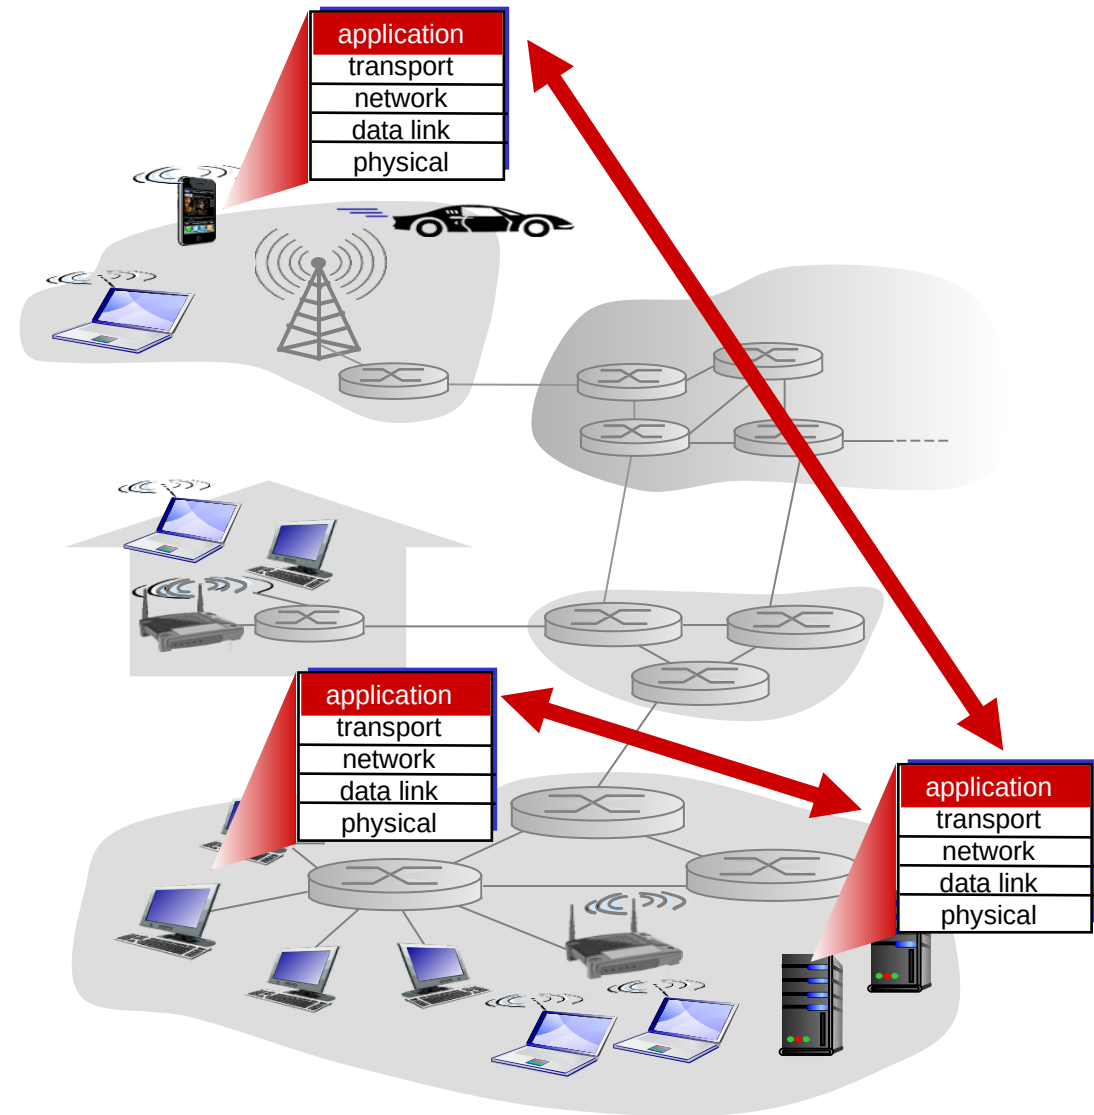 application
transport
network
data link
physical
application
transport
network
data link
physical
application
transport
network
data link
physical